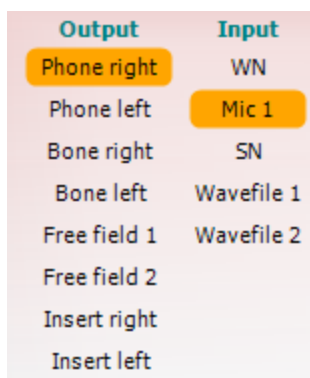 Output Input
Phone right WN
Phone left Mic 1
Bone right SN
Bone left Wavefile 1
Free field 1 Wavefile 2
Free field 2
Insert right
Insert left